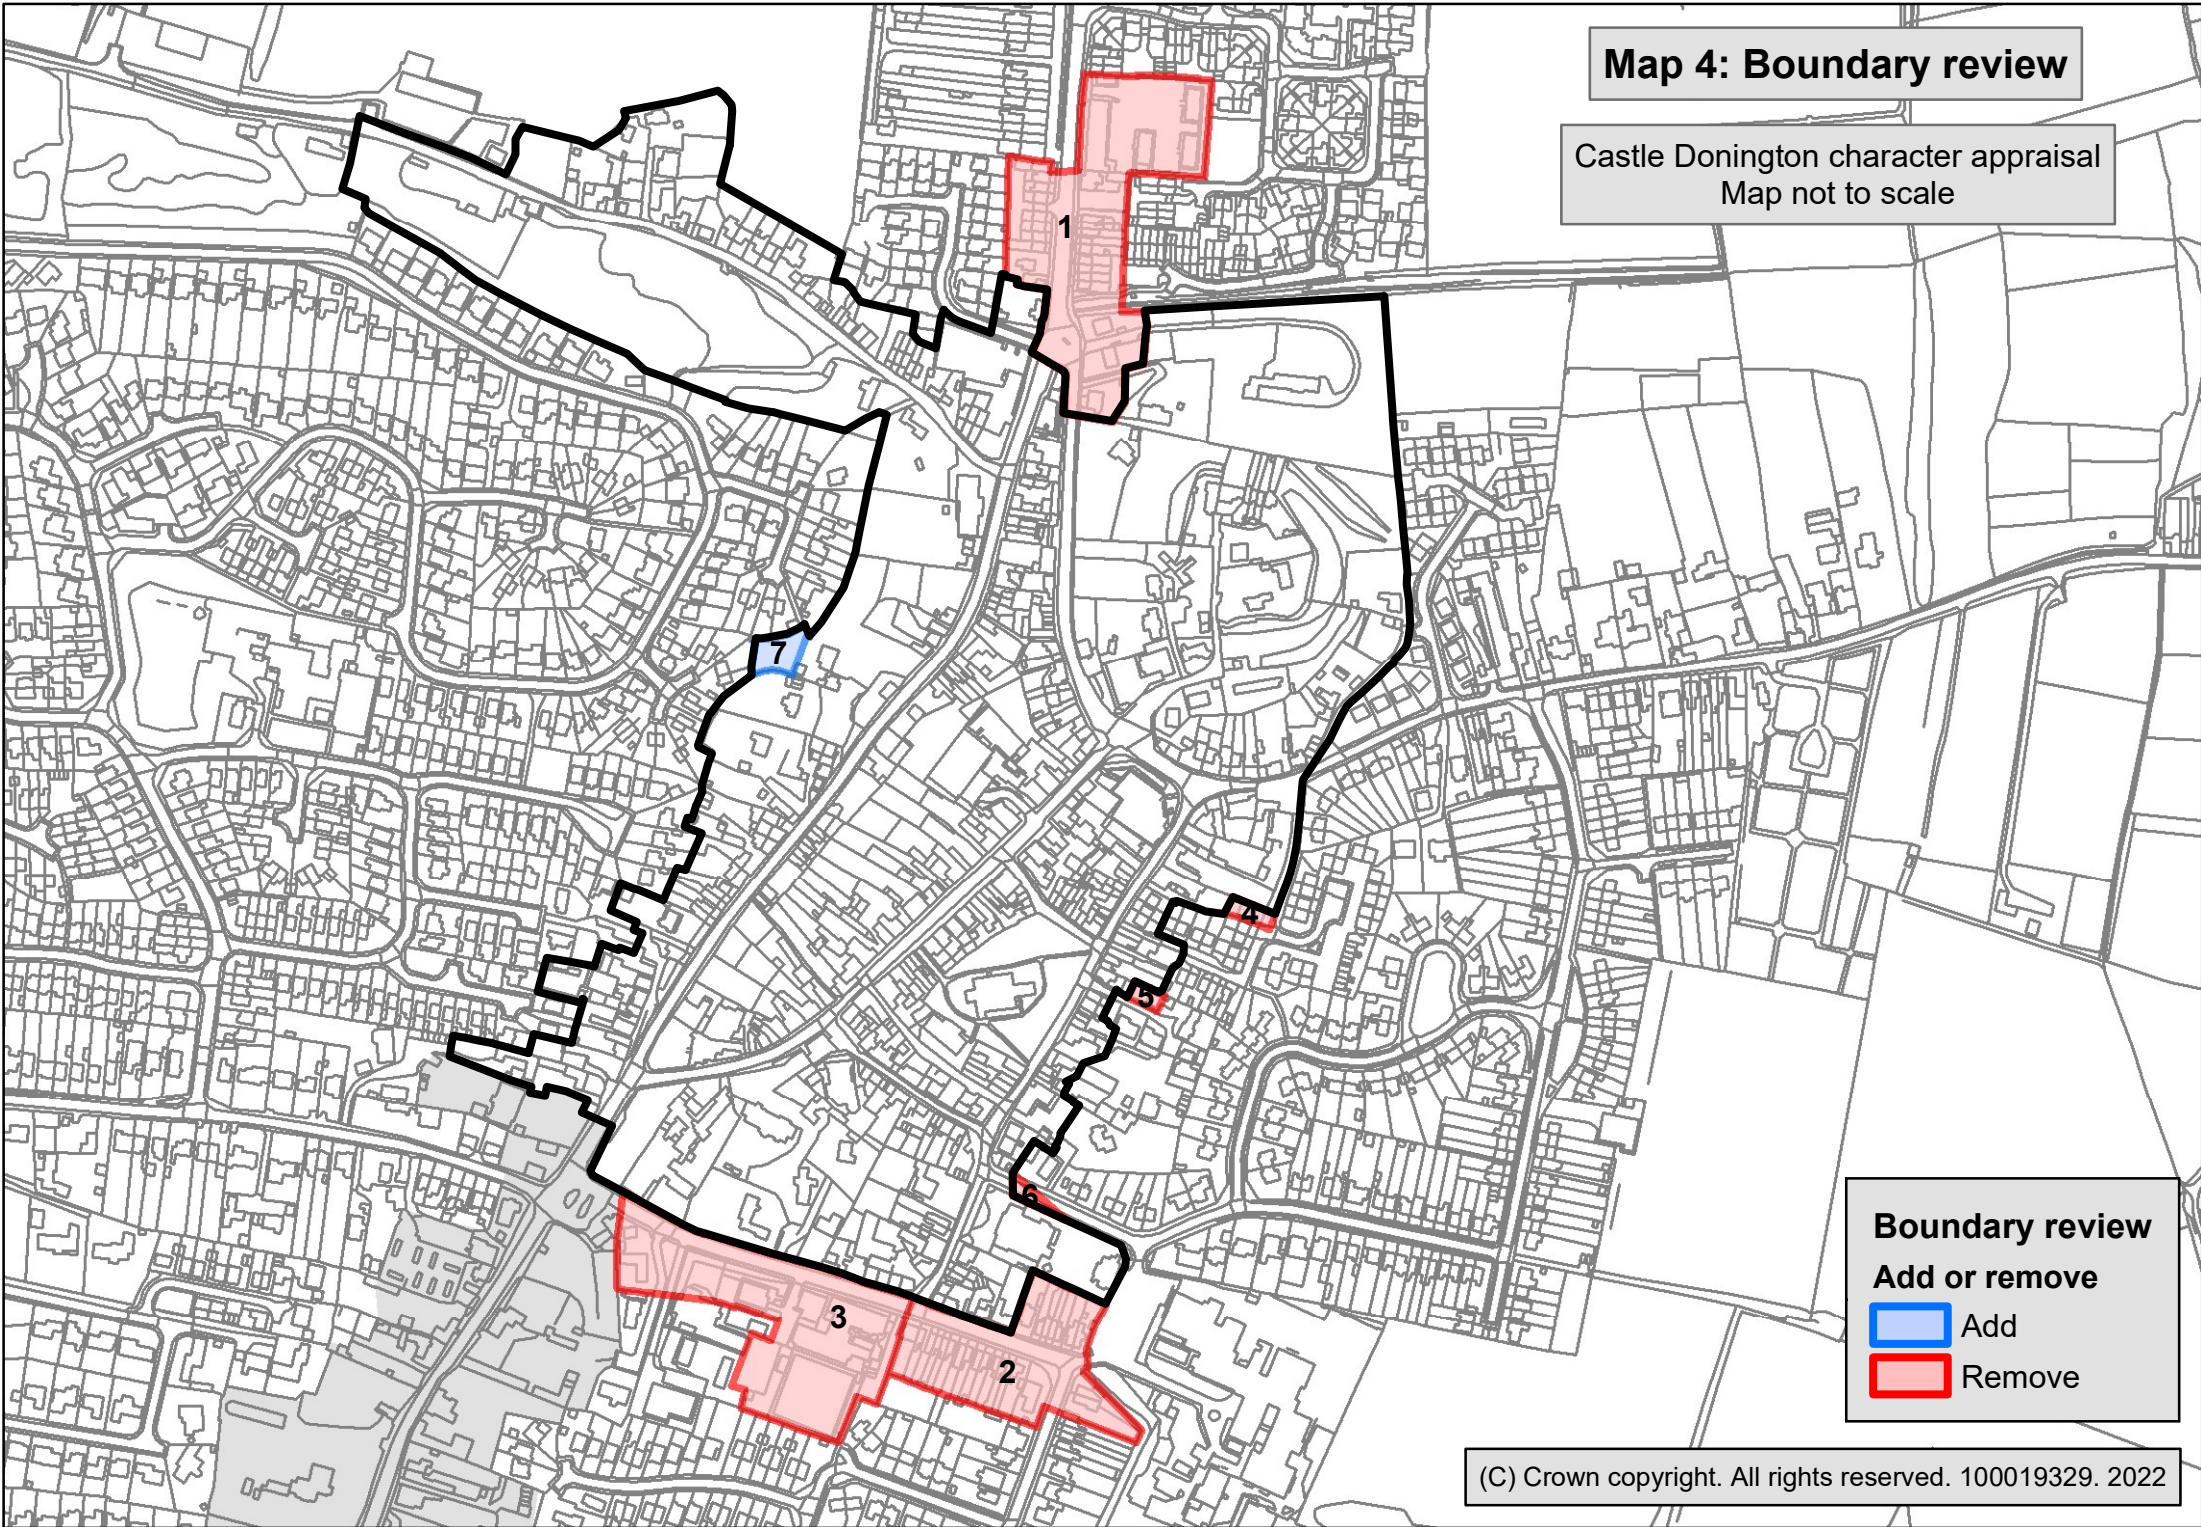 Map 4: Boundary review
Castle Donington character appraisal
Map not to scale
1
7
4
5
6
3
2
Boundary review
Add or remove
Add
Remove
(C) Crown copyright. All rights reserved. 100019329. 2022